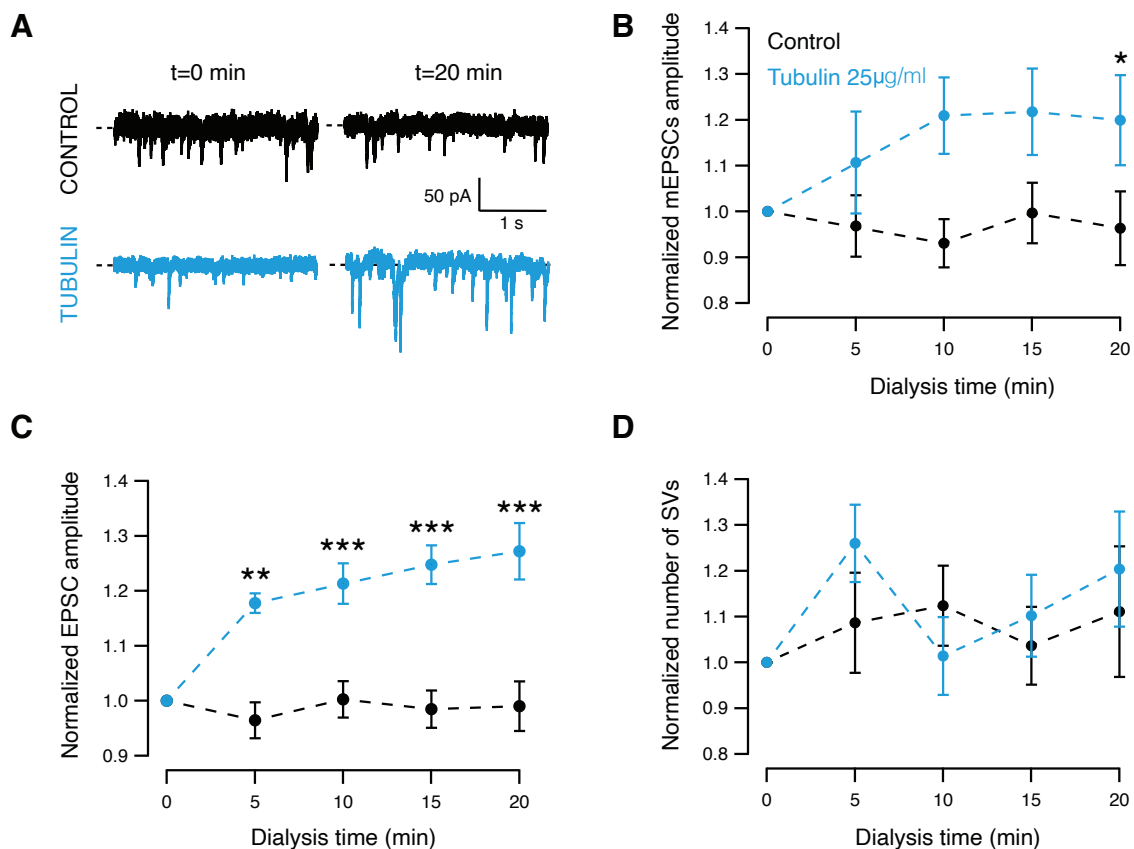 A
t=0 min
t=20 min
CONTROL
50 pA
1 s
TUBULIN
B
Normalized mEPSCs amplitude
1.4
1.3
1.2
1.1
1.0
0.9
0.8
Control
Tubulin 25µg/ml
*
0 5 10 15 20
Dialysis time (min)
C
Normalized EPSC amplitude
1.4
1.3
1.2
1.1
1.0
0.9
** *** *** ***
0 5 10 15 20
Dialysis time (min)
D
Normalized number of SVs
1.4
1.3
1.2
1.1
1.0
0.9
0.8
0 5 10 15 20
Dialysis time (min)